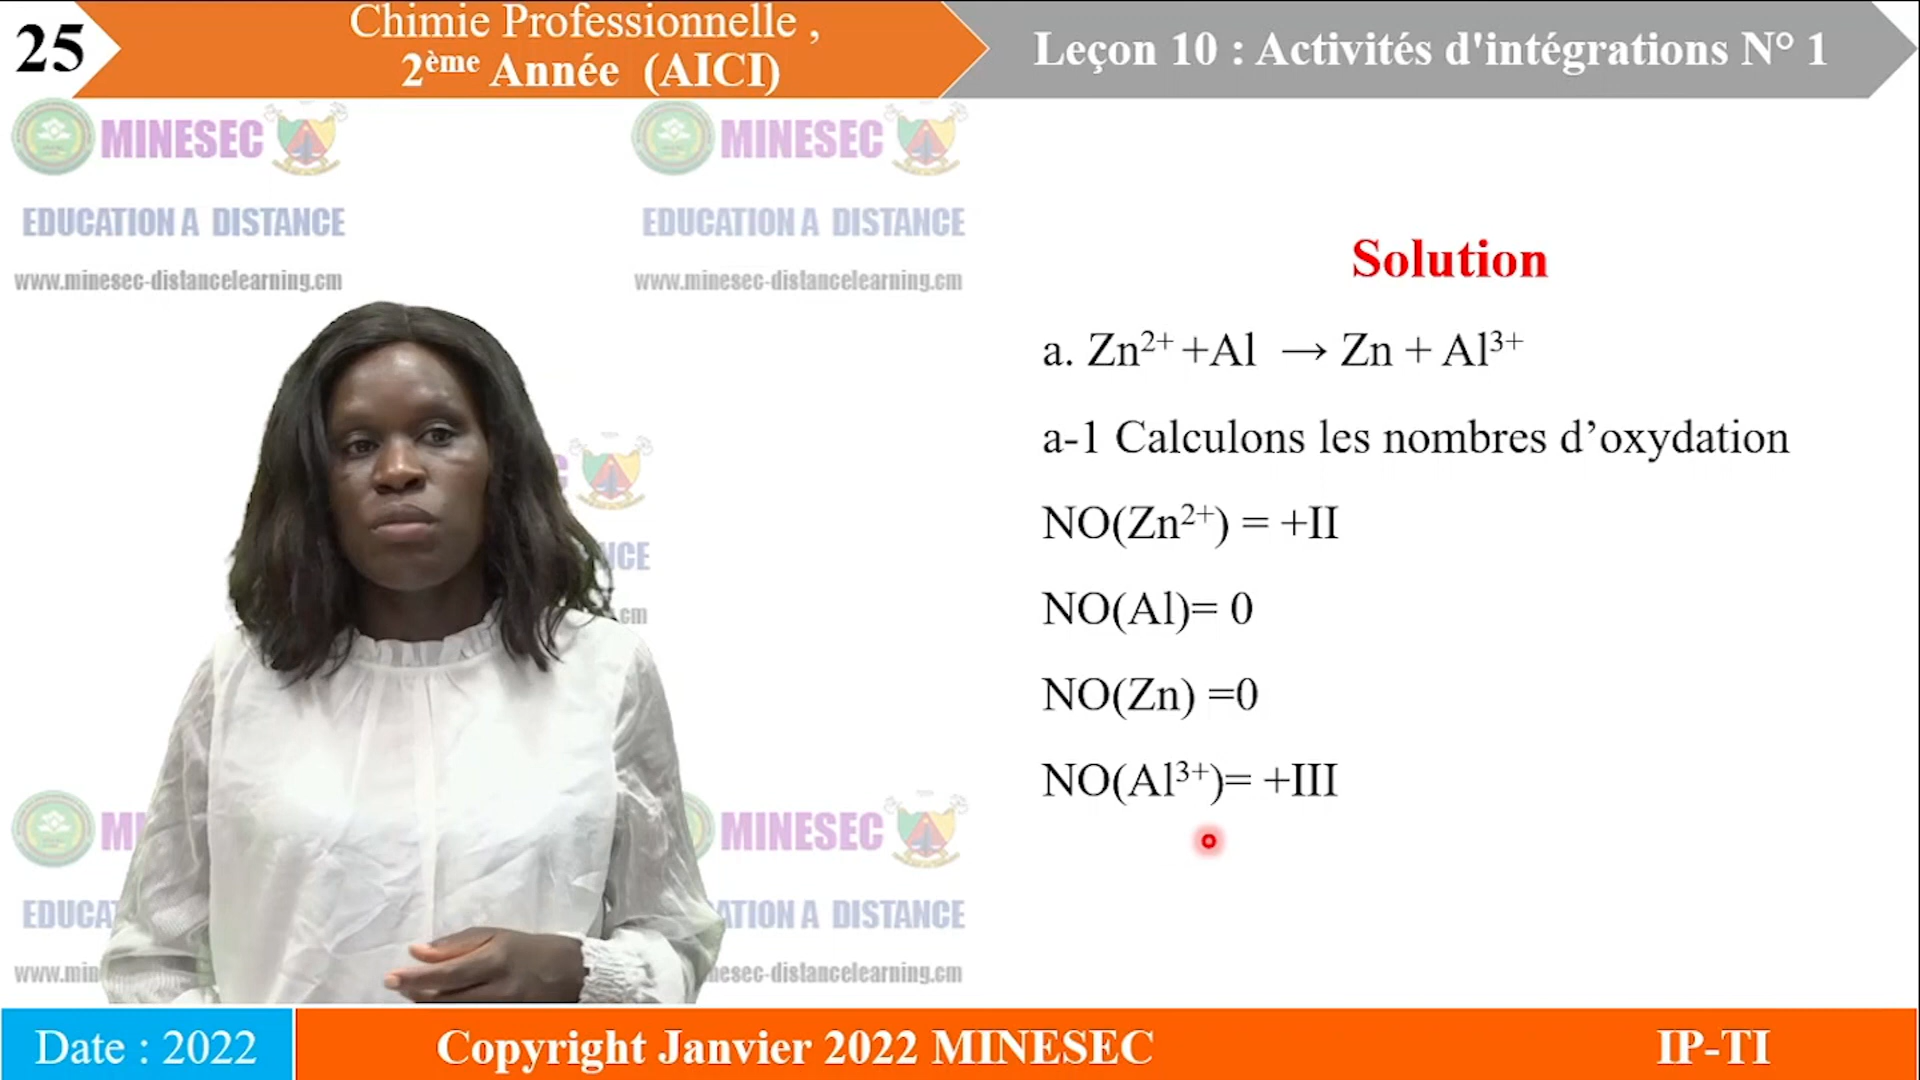 25
Chimie Professionnelle ,
2ème Année (AICI)
Leçon 10 : Activités d'intégrations N° 1
MINESEC
MINESEC
EDUCATION A DISTANCE
EDUCATION A DISTANCE
www.minesec-distancelearning.cm
www.minesec-distancelearning.cm
Solution
a. Zn²⁺ +Al → Zn + Al³⁺
a-1 Calculons les nombres d’oxydation
NO(Zn²⁺) = +II
NO(Al)= 0
NO(Zn) =0
NO(Al³⁺)= +III
MINESEC
DISTANCE
Date : 2022
Copyright Janvier 2022 MINESEC
IP-TI